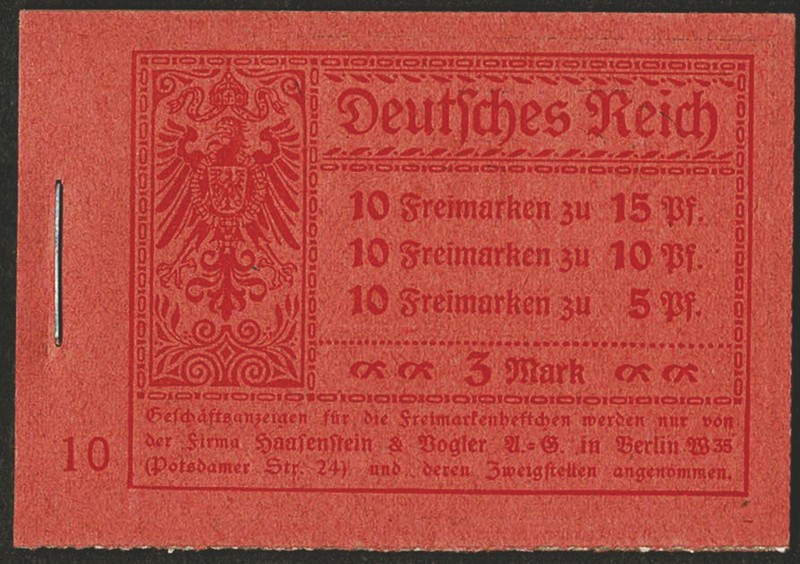 Deutsches Reich
10 Freimarken zu 15 Pf.
10 Freimarken zu 10 Pf.
10 Freimarken zu 5 Pf.
3 Mark
Geschäftsanzeigen für die Freimarkenheftchen werden nur von
der Firma Haasenstein & Vogler A.=G. in Berlin W 35
(Potsdamer Str. 24) und deren Zweigstellen angenommen.
10